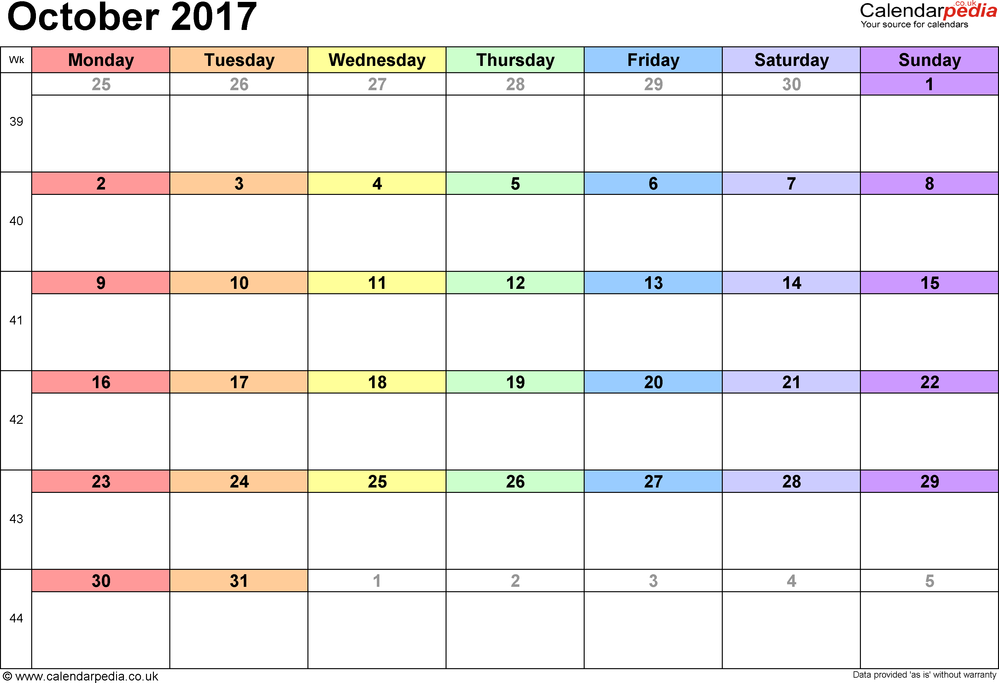 October 2017
.co.uk
Calendarpedia
Your source for calendars
Wk Monday Tuesday Wednesday Thursday Friday Saturday Sunday
25 26 27 28 29 30 1
39
2 3 4 5 6 7 8
40
9 10 11 12 13 14 15
41
16 17 18 19 20 21 22
42
23 24 25 26 27 28 29
43
30 31 1 2 3 4 5
44
© www.calendarpedia.co.uk
Data provided 'as is' without warranty